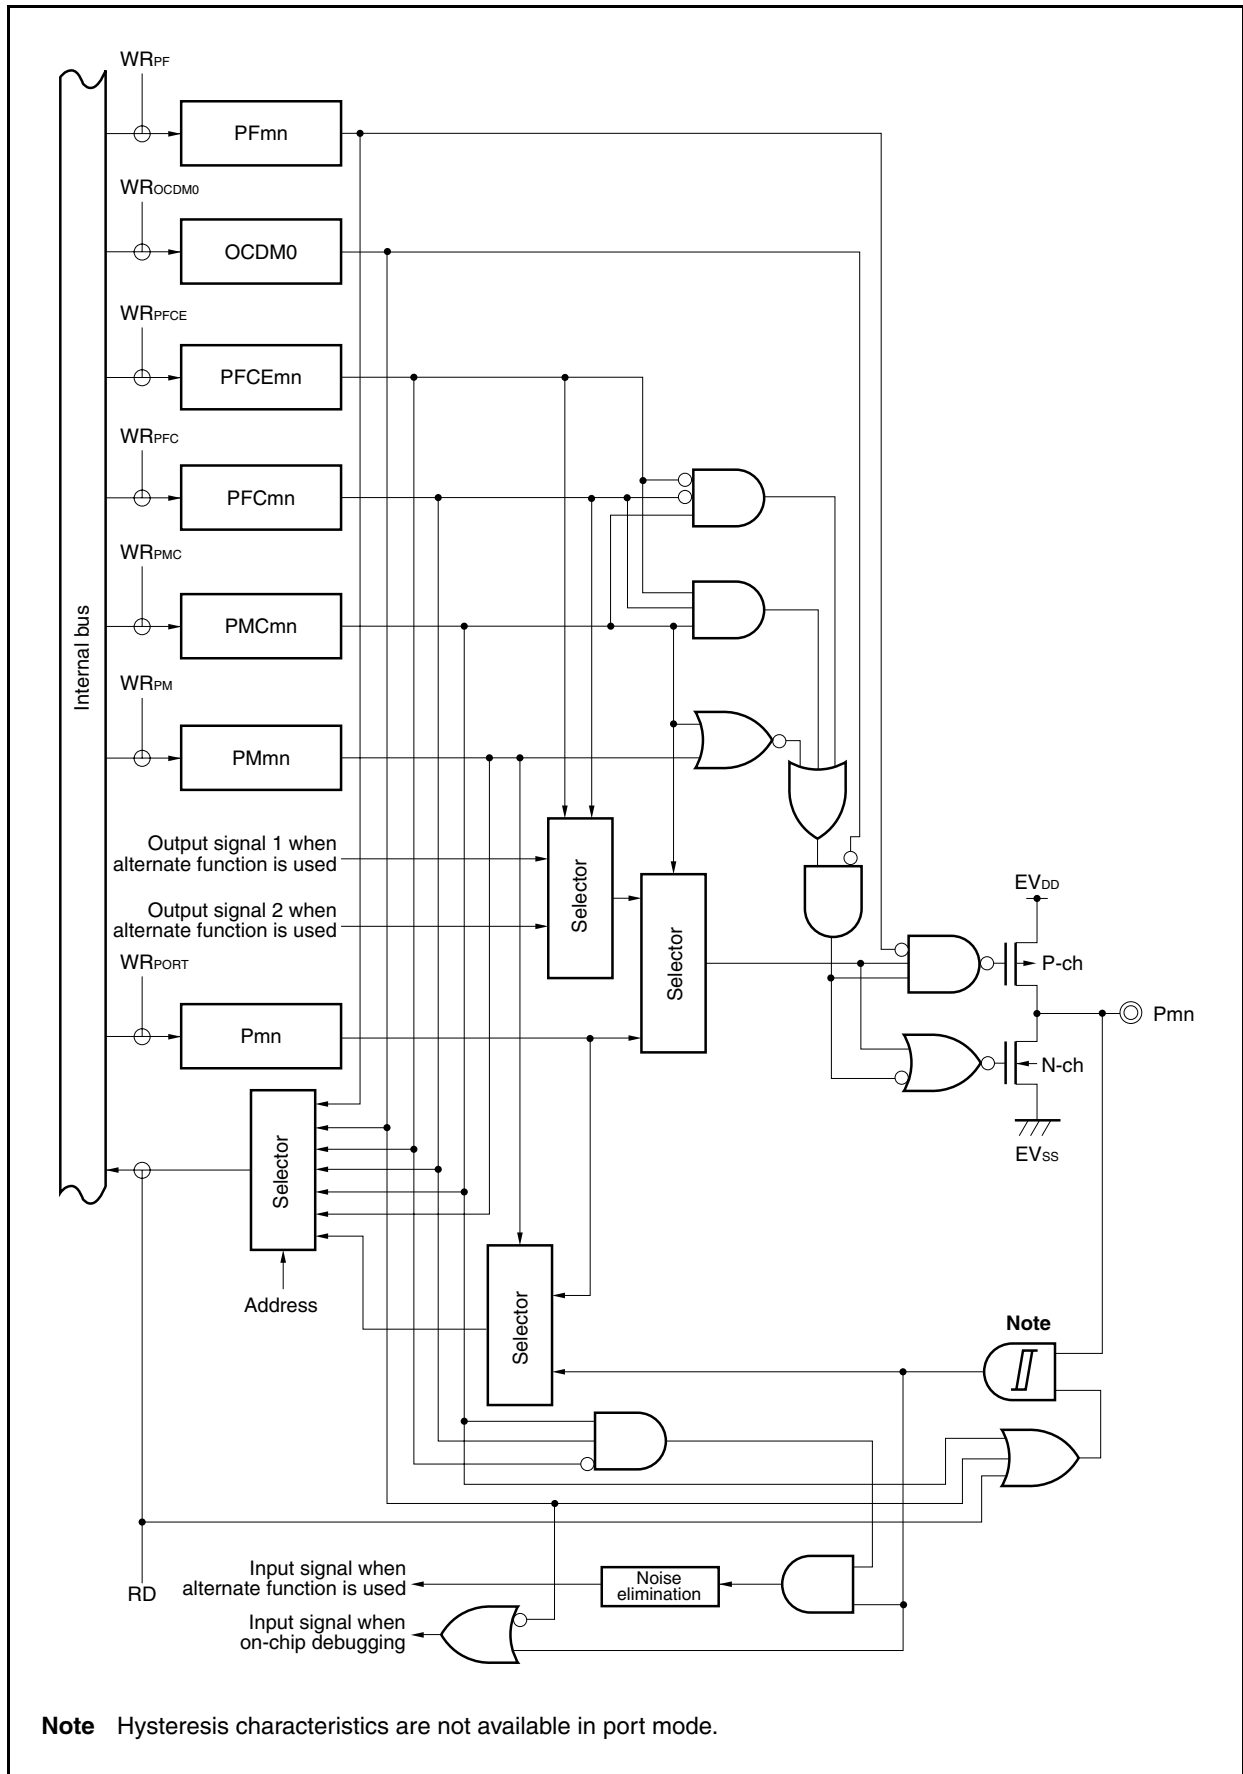 WRPF
PFmn
WROCDM0
OCDM0
WRPFCE
PFCEmn
WRPFC
PFCmn
WRPMC
PMCmn
Internal bus
WRPM
PMmn
Output signal 1 when
alternate function is used
Selector
Output signal 2 when
alternate function is used
Selector
EVDD
P-ch
WRPORT
Pmn
Pmn
N-ch
EVSS
Selector
Address
Selector
Note
Input signal when
alternate function is used
Noise
elimination
RD
Input signal when
on-chip debugging
Note Hysteresis characteristics are not available in port mode.